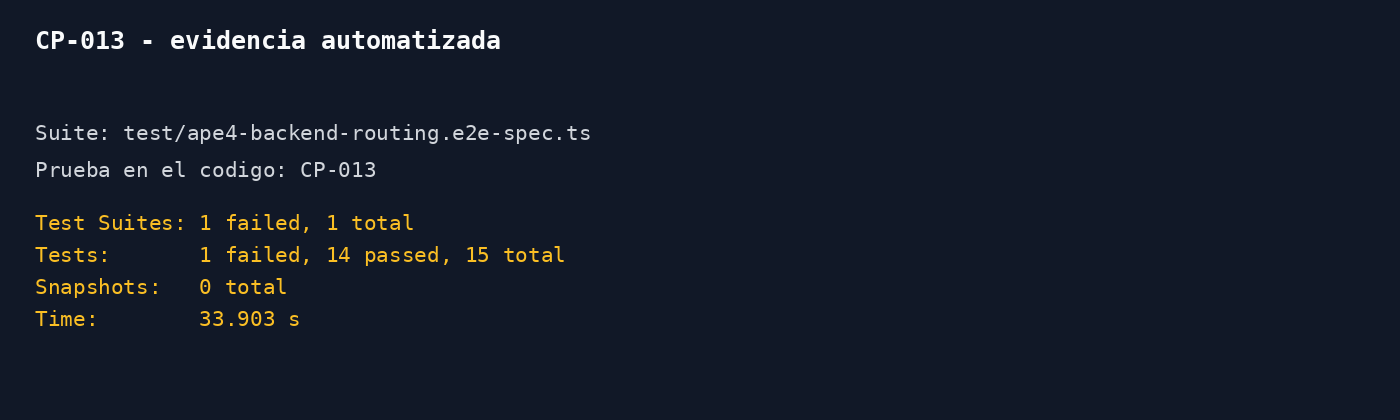 CP-013 - evidencia automatizada
Suite: test/ape4-backend-routing.e2e-spec.ts
Prueba en el codigo: CP-013
Test Suites: 1 failed, 1 total
Tests:       1 failed, 14 passed, 15 total
Snapshots:   0 total
Time:        33.903 s